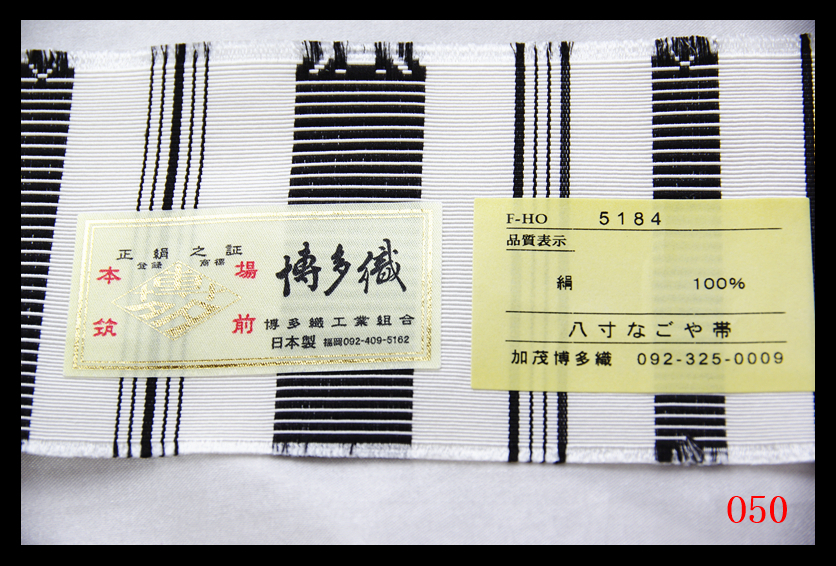 正絹之証
登録 商標
本場
筑前
博多織
博多織工業組合
日本製 福岡092-409-5162
F-HO 5184
品質表示
絹 100%
八寸なごや帯
加茂博多織 092-325-0009
050